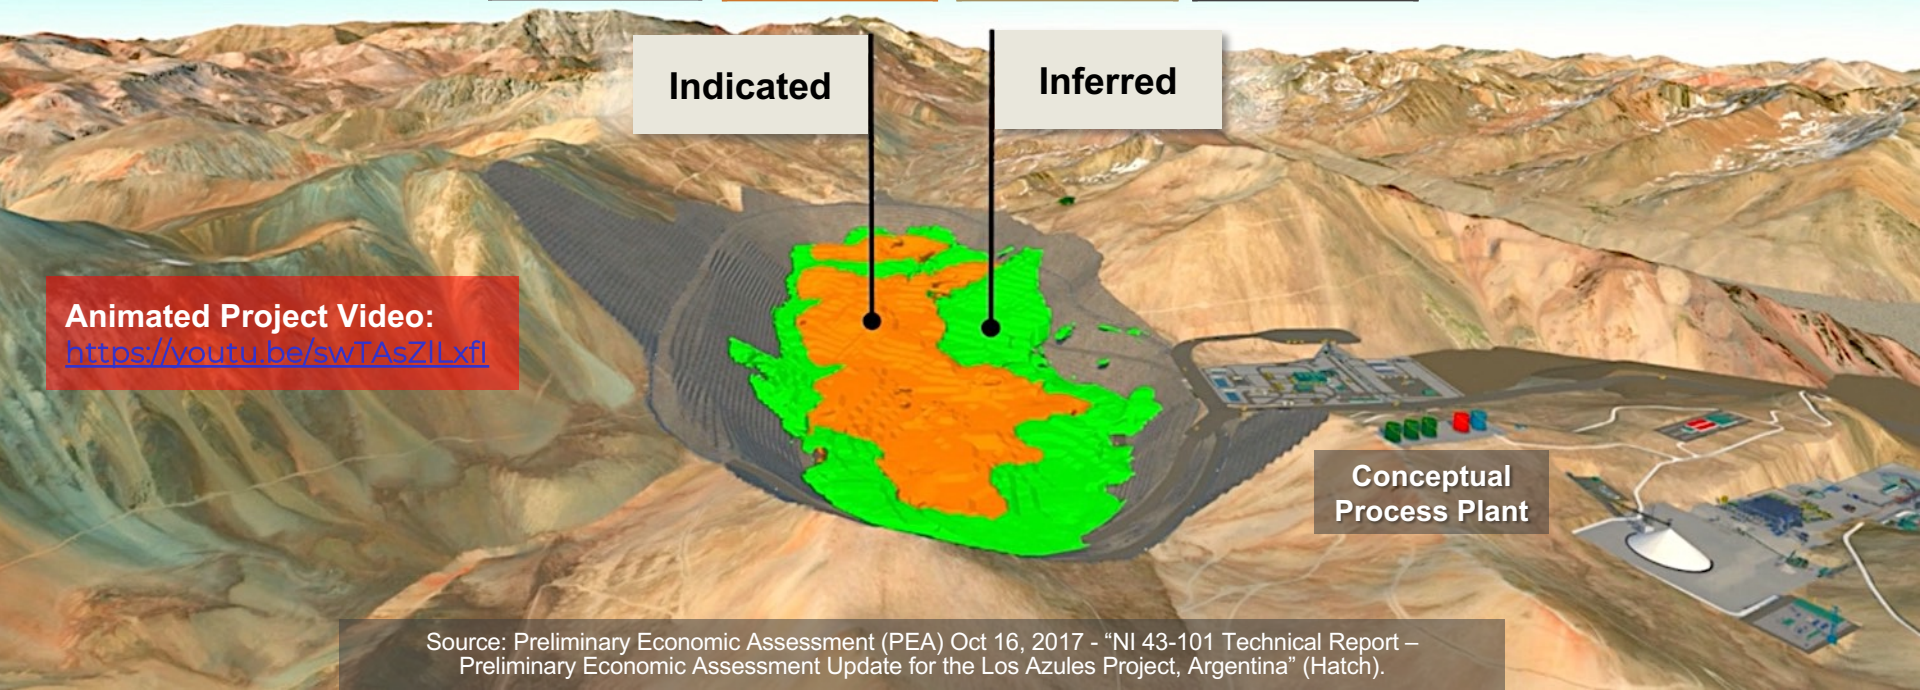 Indicated
Inferred
Animated Project Video:
https://youtu.be/swTAsZlLxfI
Conceptual
Process Plant
Source: Preliminary Economic Assessment (PEA) Oct 16, 2017 - “NI 43-101 Technical Report –
Preliminary Economic Assessment Update for the Los Azules Project, Argentina” (Hatch).